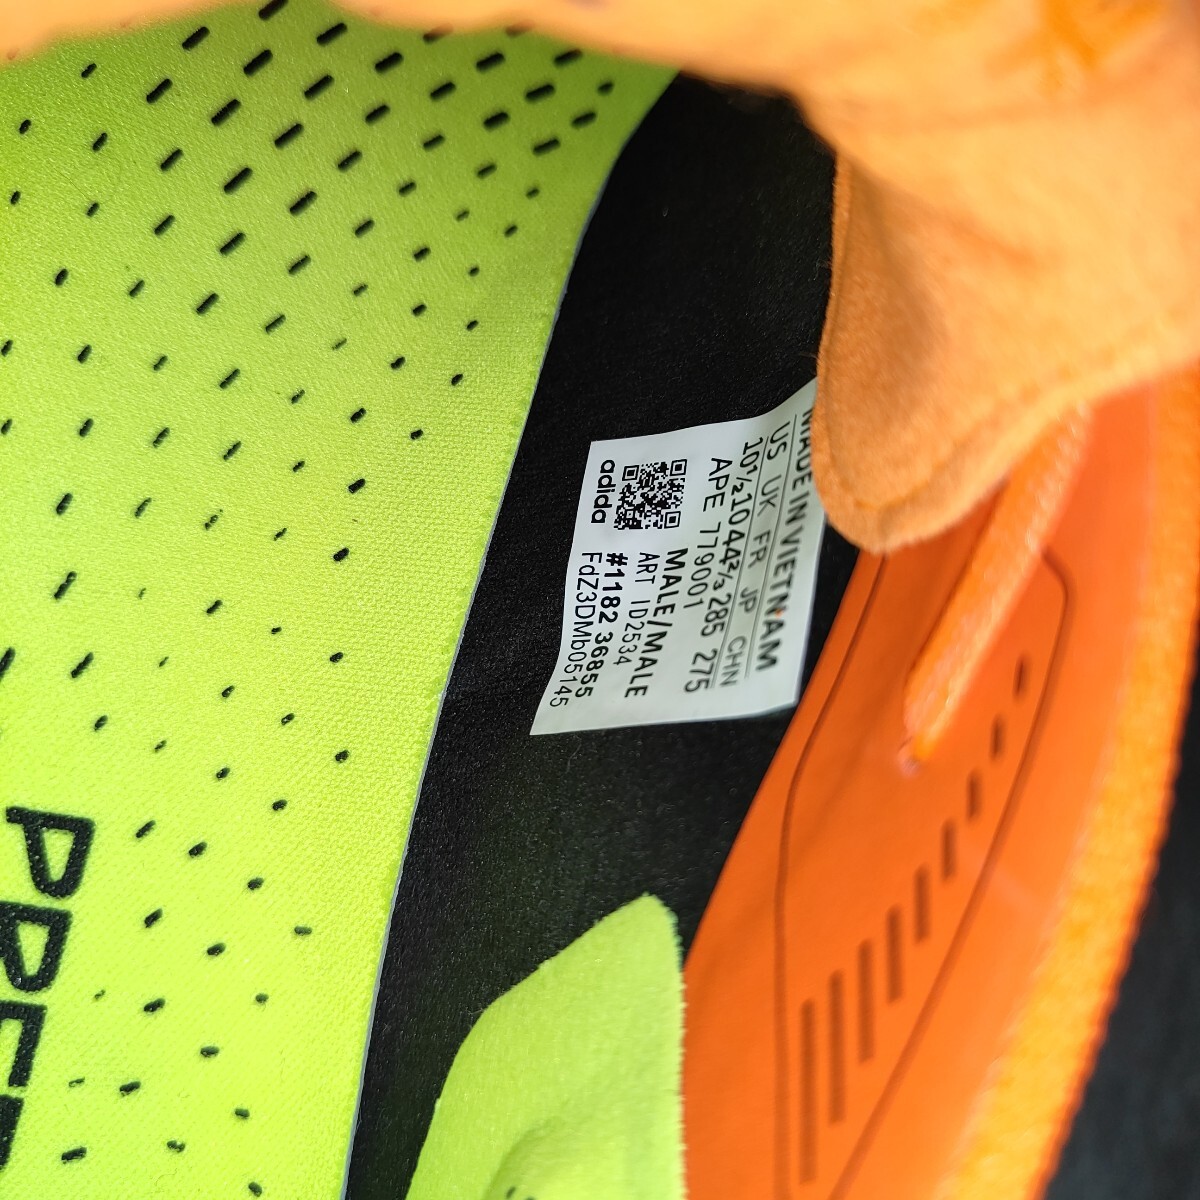 MADE IN VIETNAM
US UK FR JP CHN
10½ 10 44⅔ 285 275
APE 779001
MALE/MALE
ART ID2534
#1182 36855
FdZ3DMb05145
adidas
PRE